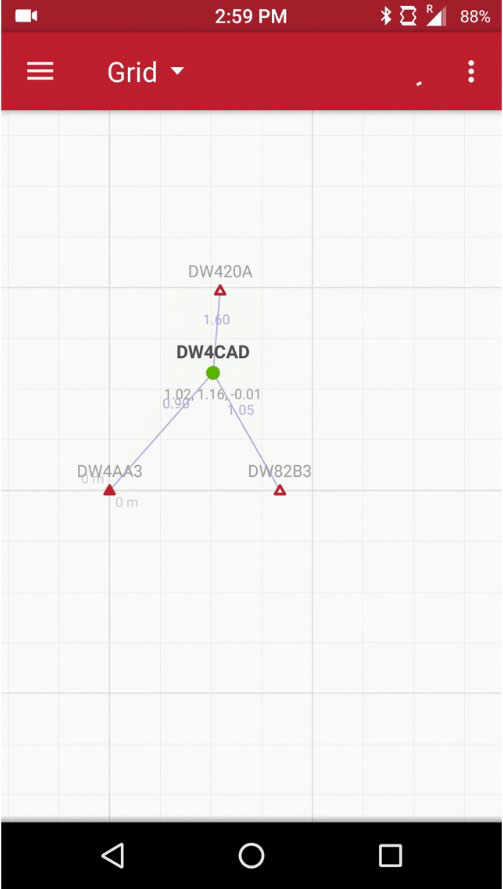 2:59 PM
R
88%
Grid
DW420A
1.60
DW4CAD
1.02, 1.16, -0.01
0.90
1.05
DW4AA3
DW82B3
0 m
0 m